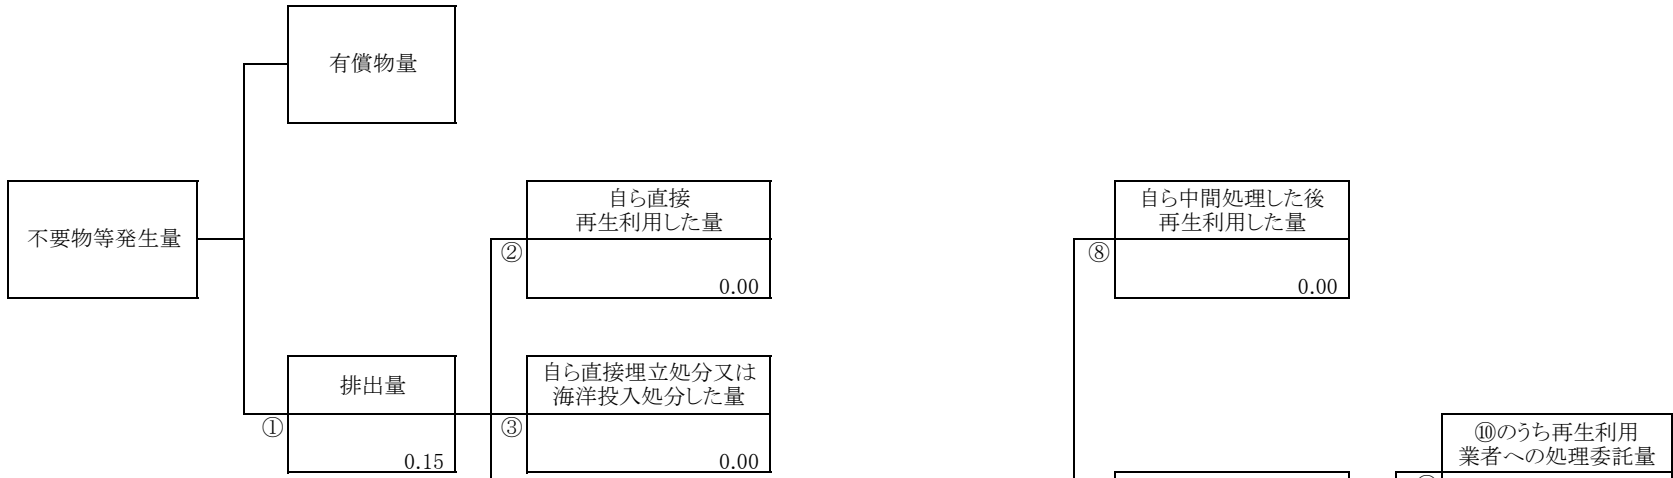 有償物量
不要物等発生量
自ら直接
再生利用した量
②
0.00
自ら中間処理した後
再生利用した量
⑧
0.00
排出量
①
0.15
自ら直接埋立処分又は
海洋投入処分した量
③
0.00
⑩のうち再生利用
業者への処理委託量